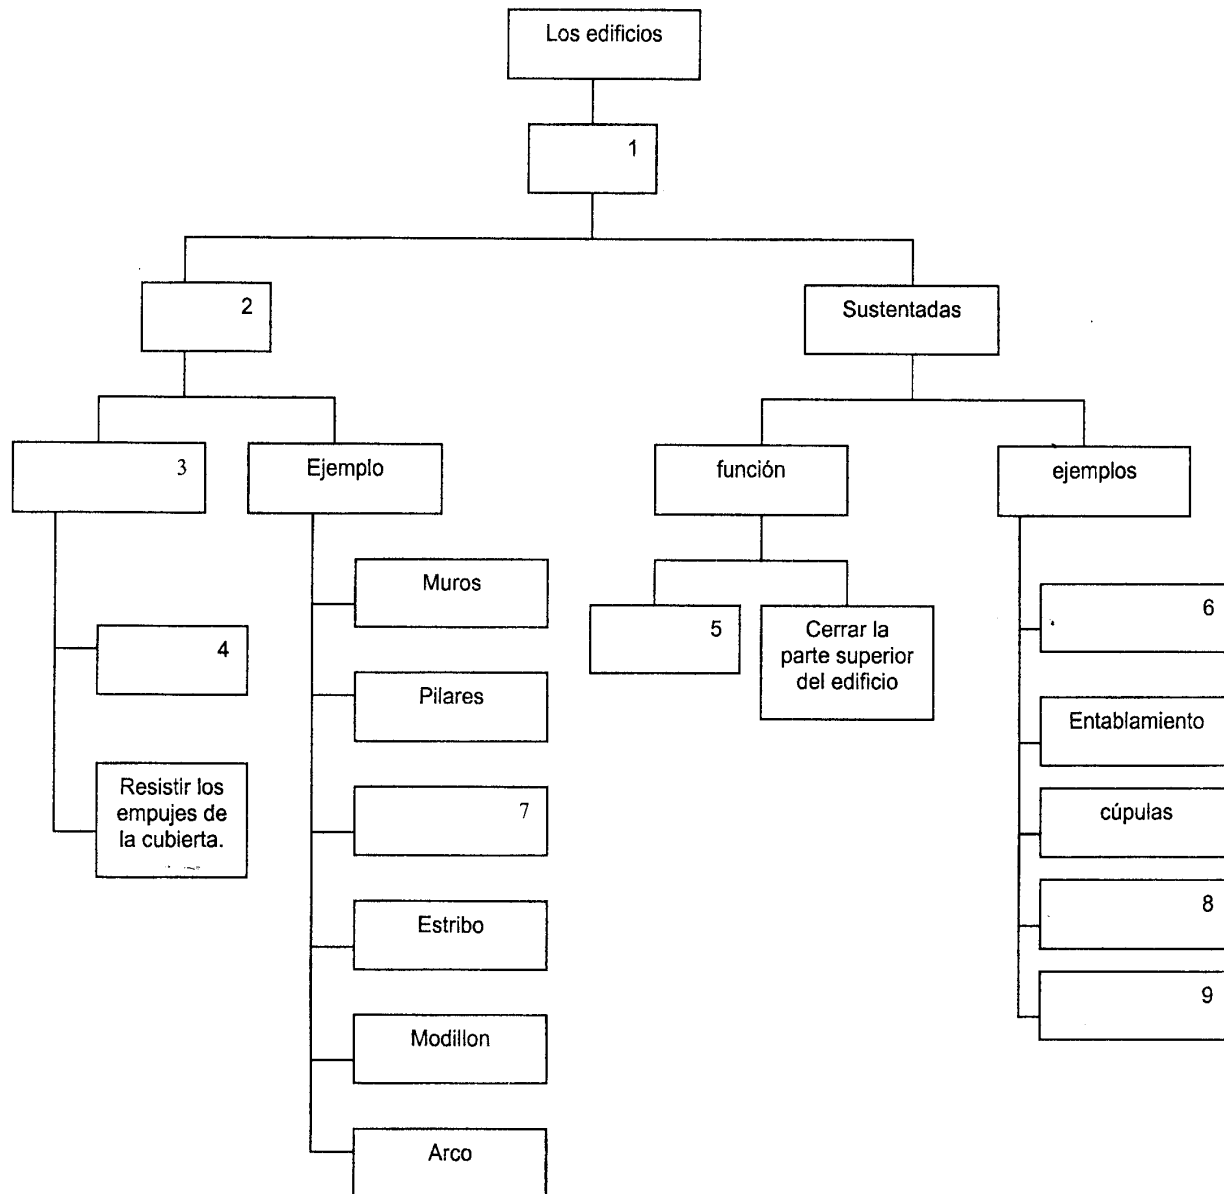 Los edificios
1
2
Sustentadas
3
Ejemplo
función
ejemplos
Muros
6
4
5
Cerrar la
parte superior
del edificio
Pilares
Entablamiento
Resistir los
empujes de
la cubierta.
7
cúpulas
Estribo
8
Modillon
9
Arco